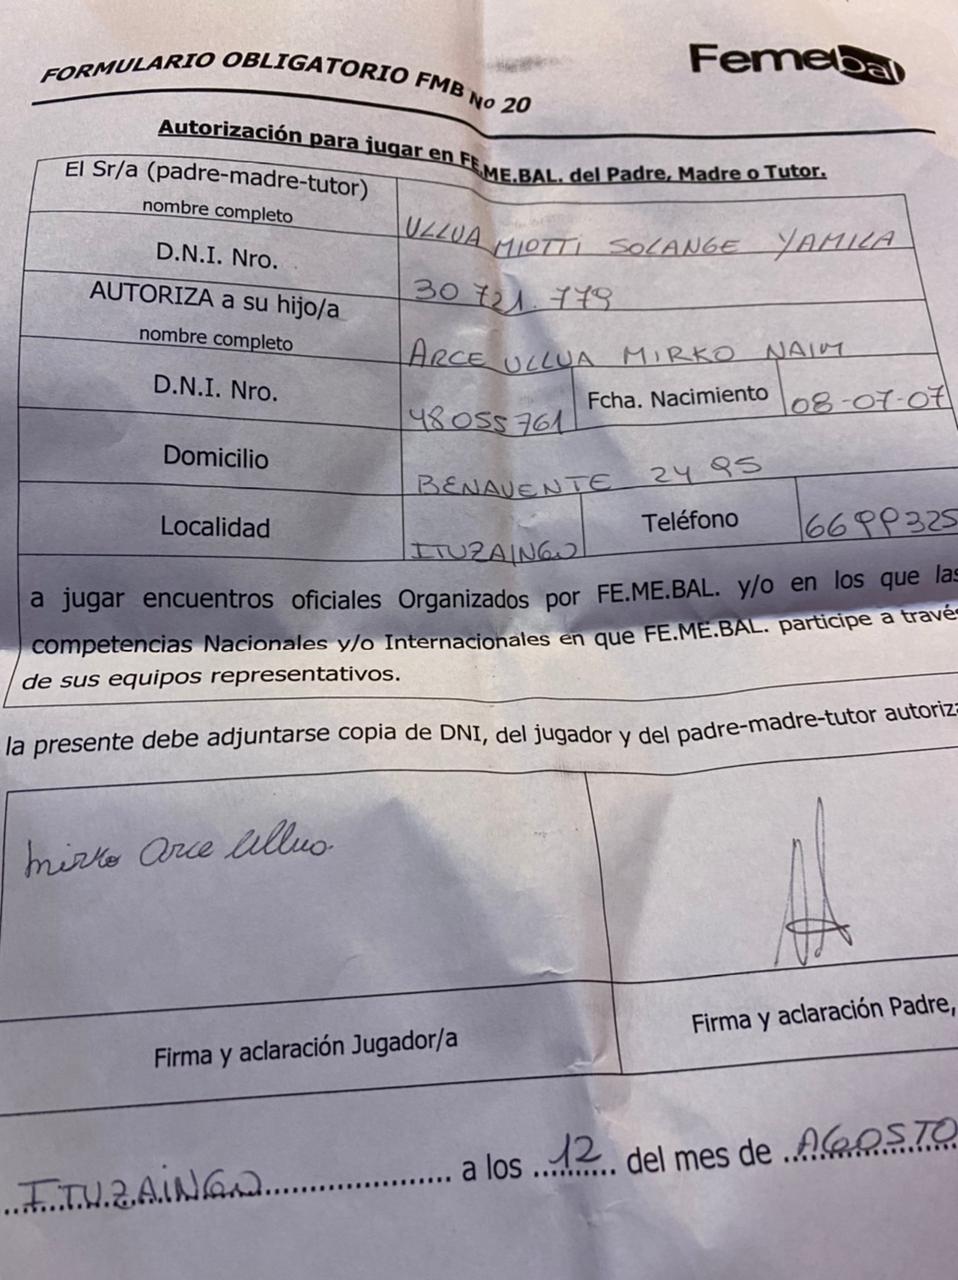 FORMULARIO OBLIGATORIO FMB Nº 20
Femebal
Autorización para jugar en FE.ME.BAL. del Padre, Madre o Tutor.
El Sr/a (padre-madre-tutor)
nombre completo
ULLUA MIOTTI SOLANGE YAMILA
D.N.I. Nro.
30 721.779
AUTORIZA a su hijo/a
nombre completo
ARCE ULLUA MIRKO NAIM
D.N.I. Nro.
48055761
Fcha. Nacimiento
08-07-07
Domicilio
BENAVENTE 2495
Localidad
ITUZAINGO
Teléfono
6699325
a jugar encuentros oficiales Organizados por FE.ME.BAL. y/o en los que las
competencias Nacionales y/o Internacionales en que FE.ME.BAL. participe a través
de sus equipos representativos.
la presente debe adjuntarse copia de DNI, del jugador y del padre-madre-tutor autoriza
Mirko Arce Ullua
Firma y aclaración Jugador/a
Firma y aclaración Padre,
ITUZAINGO a los 12 del mes de AGOSTO